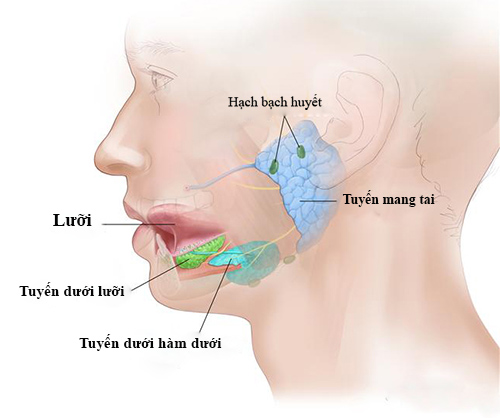 Hạch bạch huyết
Tuyến mang tai
Lưỡi
Tuyến dưới lưỡi
Tuyến dưới hàm dưới